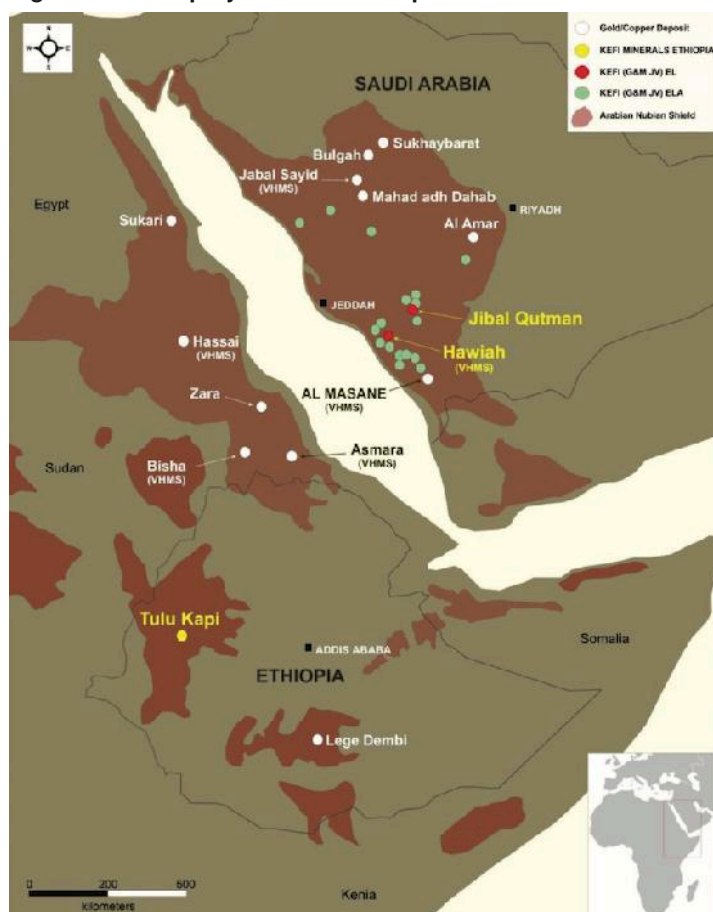 Gold/Copper Deposit
KEFI MINERALS ETHIOPIA
KEFI (G&M JV) EL
KEFI (G&M JV) ELA
Arabian Nubian Shield
SAUDI ARABIA
Sukhaybarat
Bulgah
Jabal Sayid
(VHMS)
Mahad adh Dahab
Egypt
Sukari
RIYADH
Al Amar
JEDDAH
Jibal Qutman
Hassai
(VHMS)
Hawiah
(VHMS)
Zara
AL MASANE
(VHMS)
Sudan
Bisha
(VHMS)
Asmara
(VHMS)
Tulu Kapi
ADDIS ABABA
Somalia
ETHIOPIA
Lege Dembi
0 200 600
kilometers
Kenia